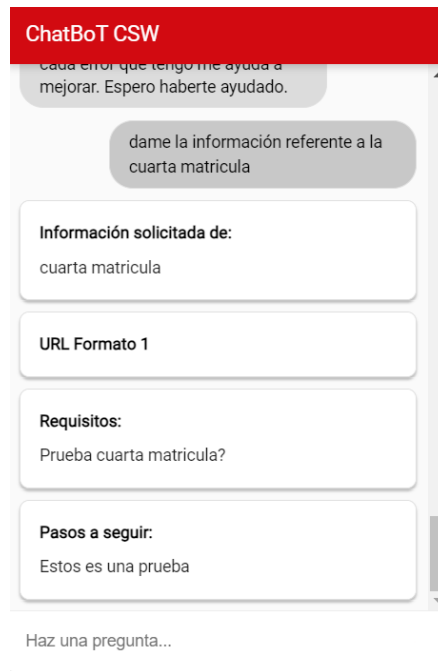 ChatBoT CSW
cada error que tengo me ayuda a
mejorar. Espero haberte ayudado.
dame la información referente a la
cuarta matricula
Información solicitada de:
cuarta matricula
URL Formato 1
Requisitos:
Prueba cuarta matricula?
Pasos a seguir:
Estos es una prueba
Haz una pregunta...